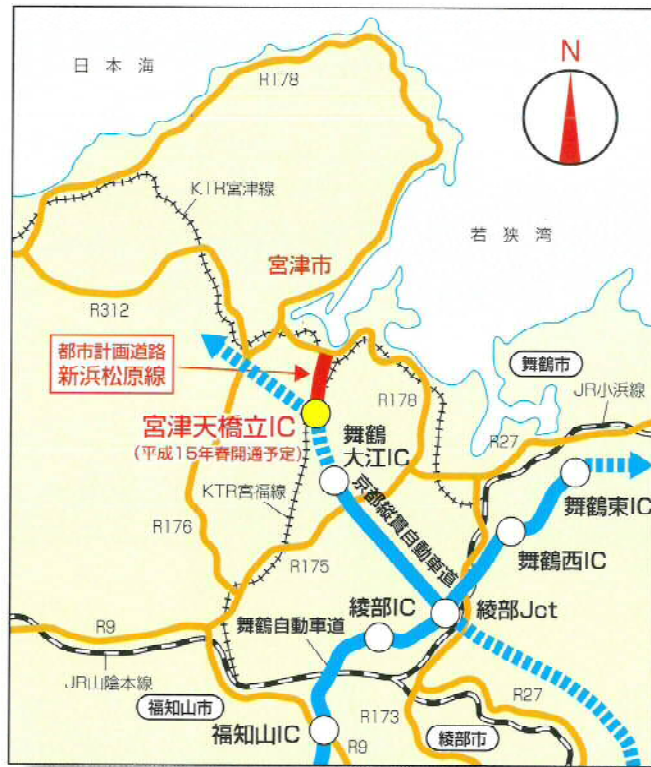 日本海
R178
N
KTR宮津線
若狭湾
宮津市
R312
都市計画道路
新浜松原線
舞鶴市
JR小浜線
R178
宮津天橋立IC
(平成15年春開通予定)
舞鶴
大江IC
R27
KTR宮福線
京都縦貫自動車道
舞鶴東IC
R176
舞鶴西IC
R175
綾部IC
綾部Jct
舞鶴自動車道
R9
JR山陰本線
R27
福知山市
R173
福知山IC
R9
綾部市